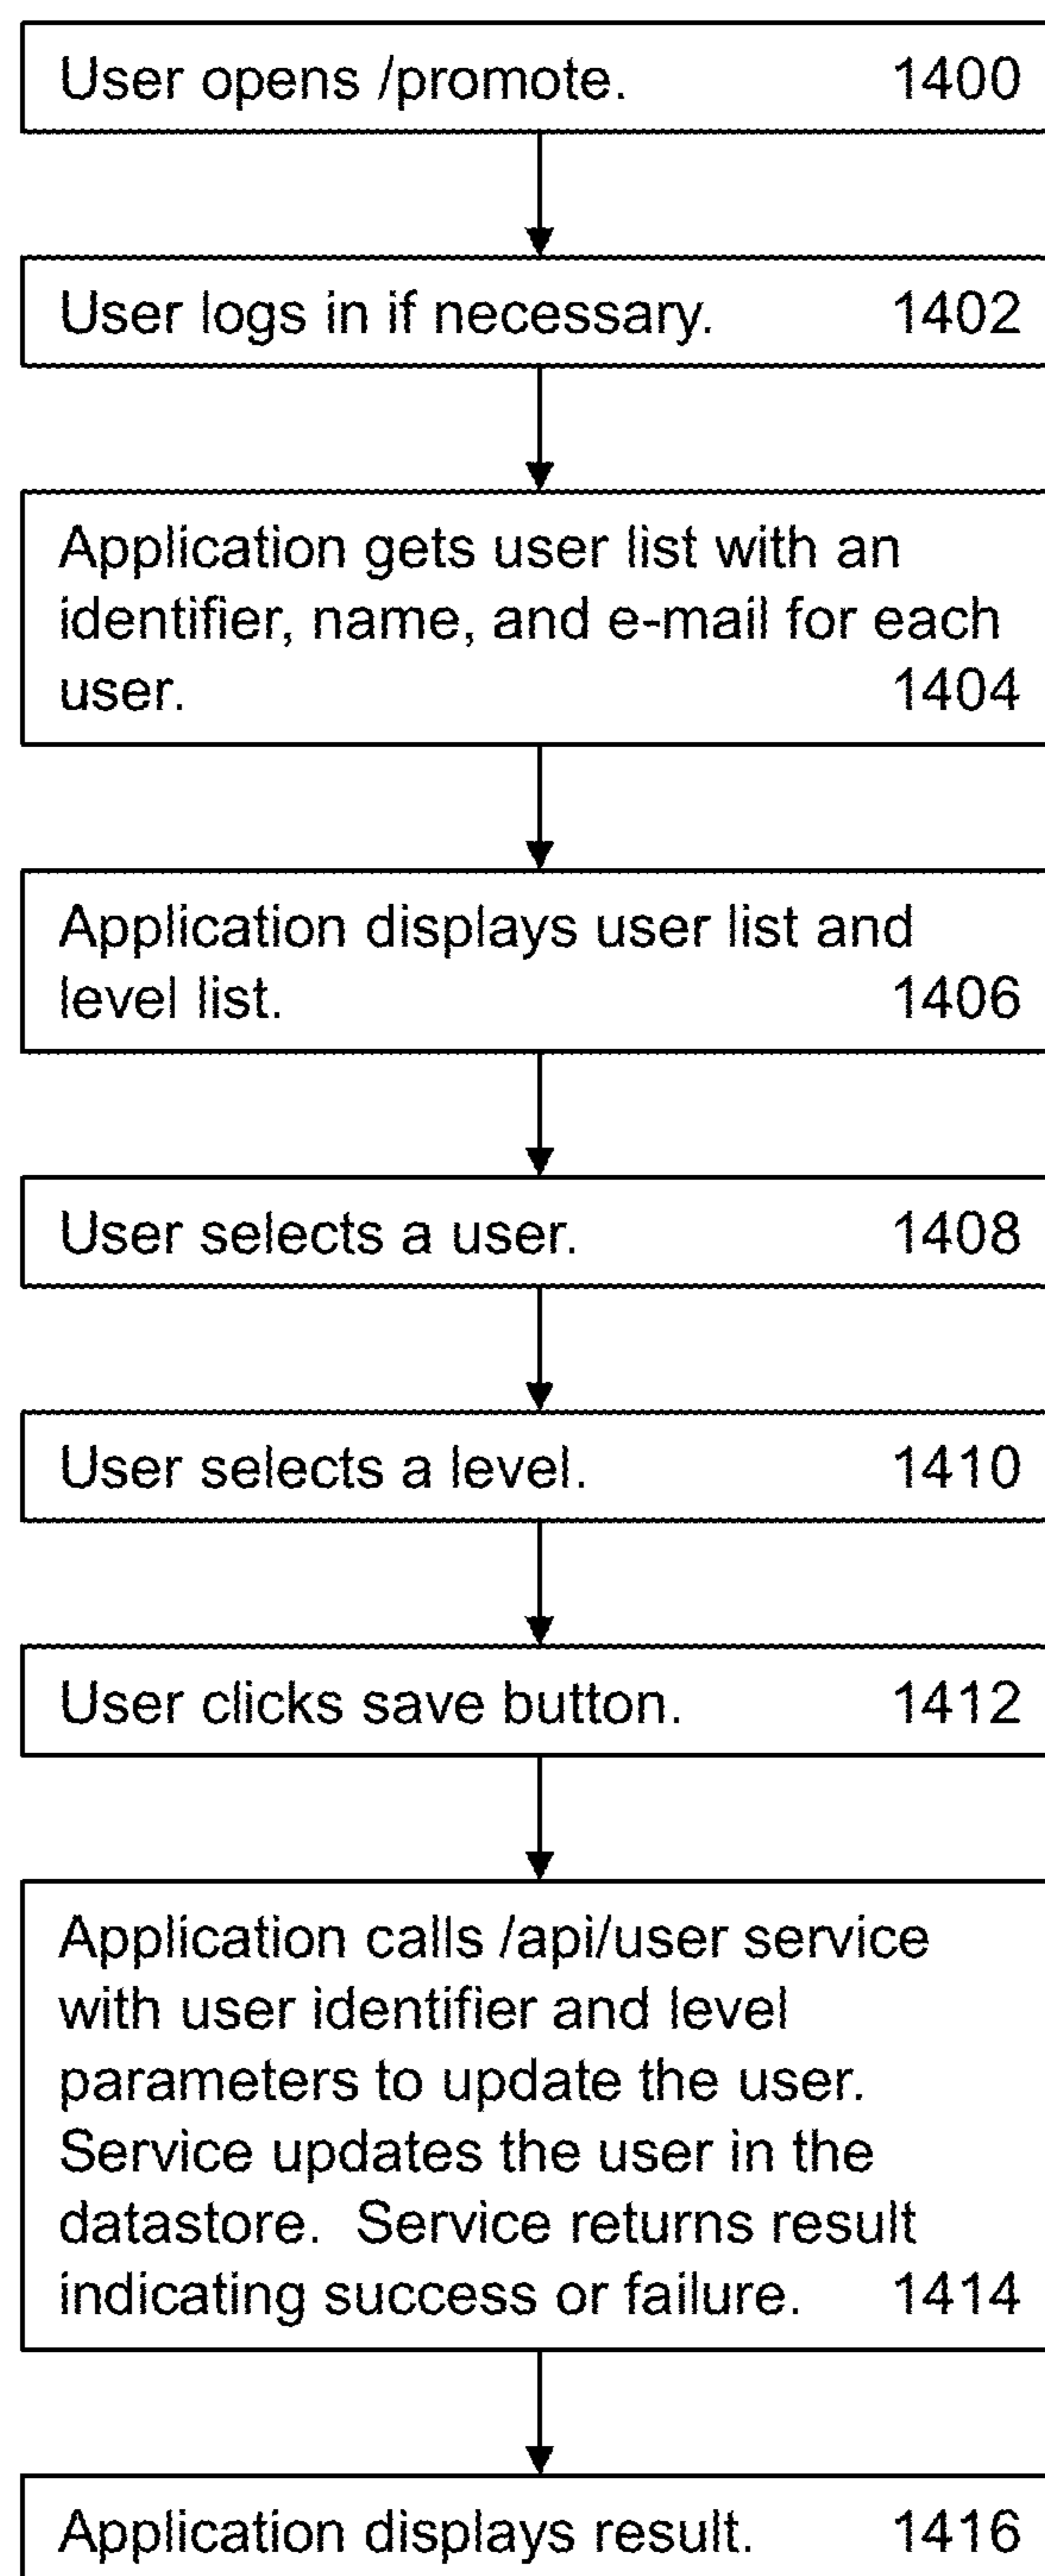 User opens /promote. 1400
User logs in if necessary. 1402
Application gets user list with an
identifier, name, and e-mail for each
user. 1404
Application displays user list and
level list. 1406
User selects a user. 1408
User selects a level. 1410
User clicks save button. 1412
Application calls /api/user service
with user identifier and level
parameters to update the user.
Service updates the user in the
datastore. Service returns result
indicating success or failure. 1414
Application displays result. 1416